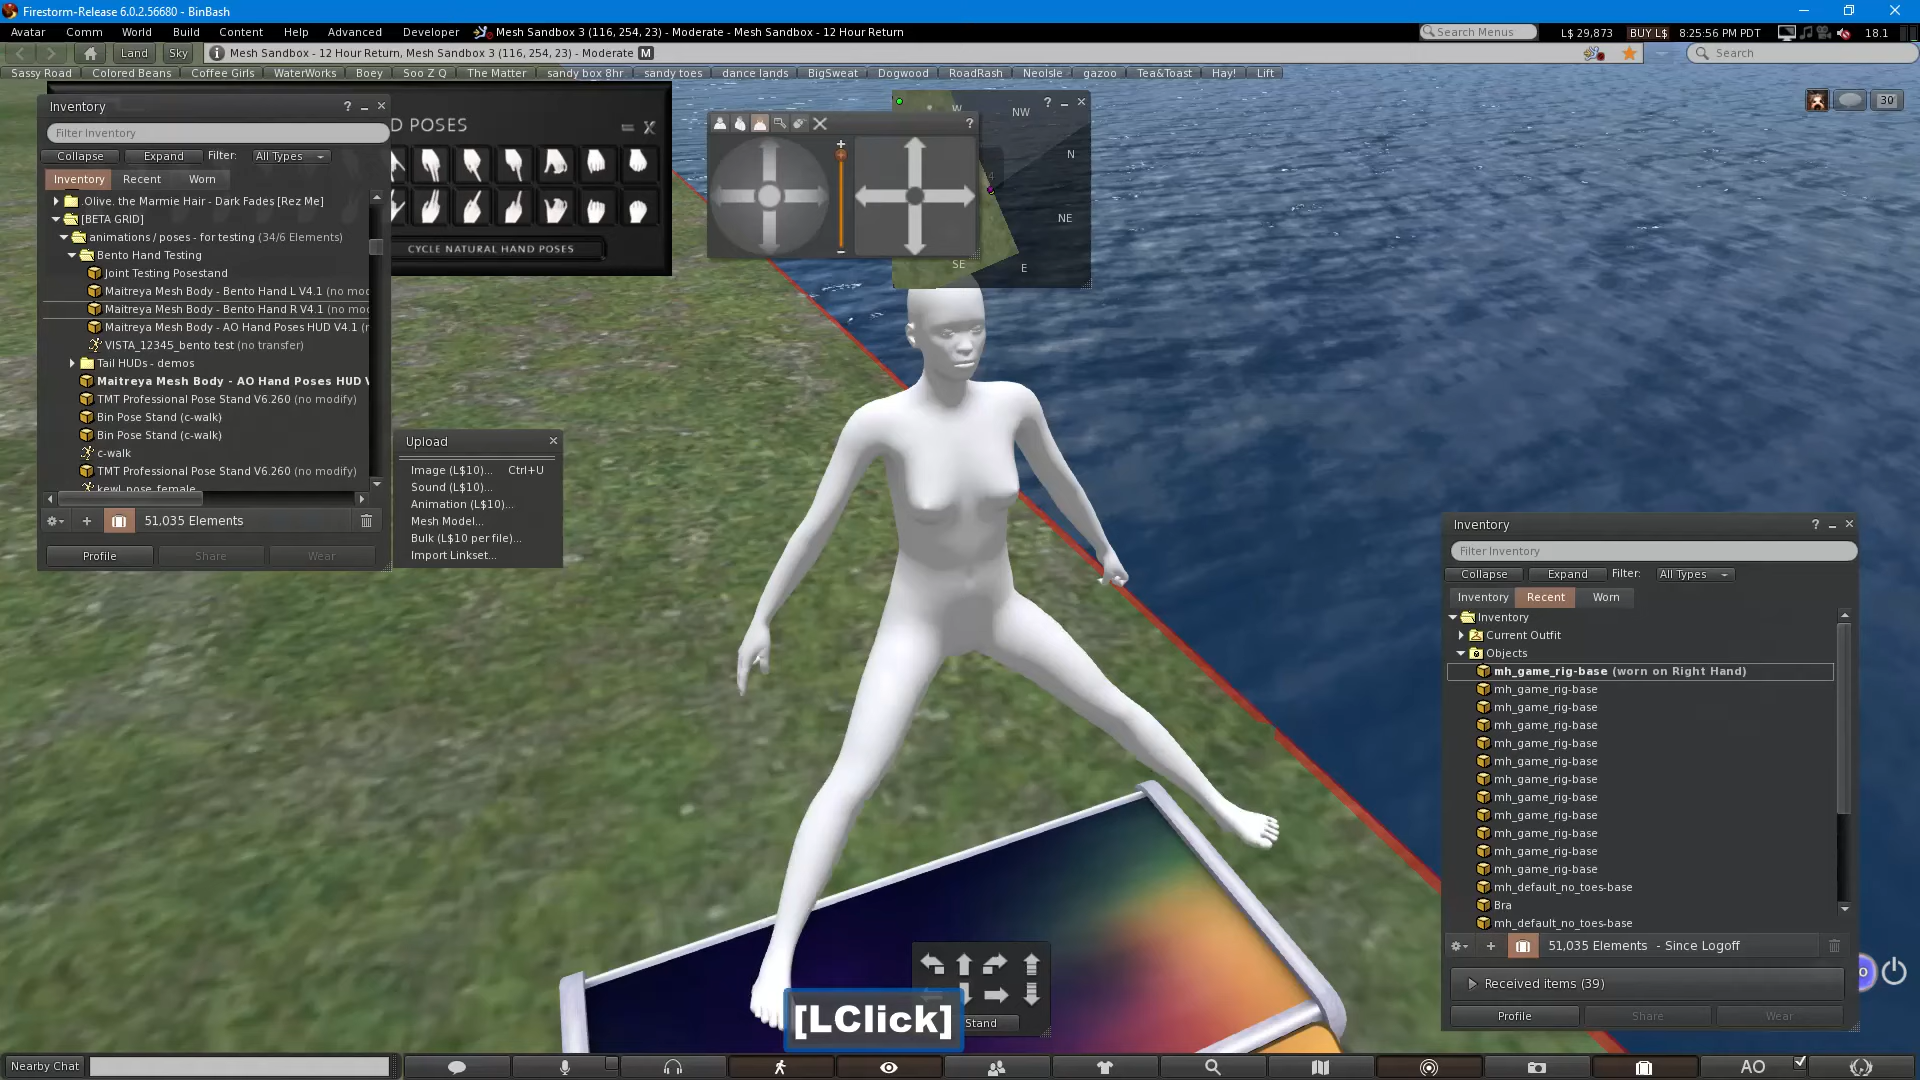 Firestorm-Release 6.0.2.56680 - BinBash
Avatar Comm World Build Content Help Advanced Developer Mesh Sandbox 3 (116, 254, 23) - Moderate - Mesh Sandbox - 12 Hour Return Search Menus L$ 29,873 BUY L$ 8:25:56 PM PDT 18.1
Land Sky Mesh Sandbox - 12 Hour Return, Mesh Sandbox 3 (116, 254, 23) - Moderate M Search
Sassy Road Colored Beans Coffee Girls WaterWorks Boey Soo Z Q The Matter sandy box 8hr sandy toes dance lands BigSweat Dogwood RoadRash NeoIsle gazoo Tea&Toast Hay! Lift
Inventory ?
Filter Inventory
Collapse Expand Filter: All Types
Inventory Recent Worn
.Olive. the Marmie Hair - Dark Fades [Rez Me]
[BETA GRID]
animations / poses - for testing (34/6 Elements)
Bento Hand Testing
Joint Testing Posestand
Maitreya Mesh Body - Bento Hand L V4.1 (no mo
Maitreya Mesh Body - Bento Hand R V4.1 (no mo
Maitreya Mesh Body - AO Hand Poses HUD V4.1 (
VISTA_12345_bento test (no transfer)
Tail HUDs - demos
Maitreya Mesh Body - AO Hand Poses HUD V
TMT Professional Pose Stand V6.260 (no modify)
Bin Pose Stand (c-walk)
Bin Pose Stand (c-walk)
c-walk
TMT Professional Pose Stand V6.260 (no modify)
kewl pose female
51,035 Elements
Profile Share Wear
D POSES
CYCLE NATURAL HAND POSES
?
?
W
NW
N
NE
E
SE
30
Upload
Image (L$10)... Ctrl+U
Sound (L$10)...
Animation (L$10)...
Mesh Model...
Bulk (L$10 per file)...
Import Linkset...
Inventory ?
Filter Inventory
Collapse Expand Filter: All Types
Inventory Recent Worn
Inventory
Current Outfit
Objects
mh_game_rig-base (worn on Right Hand)
mh_game_rig-base
mh_game_rig-base
mh_game_rig-base
mh_game_rig-base
mh_game_rig-base
mh_game_rig-base
mh_game_rig-base
mh_game_rig-base
mh_game_rig-base
mh_game_rig-base
mh_game_rig-base
mh_default_no_toes-base
Bra
mh_default_no_toes-base
51,035 Elements - Since Logoff
Received items (39)
Profile Share Wear
[LClick]
Stand
Nearby Chat
AO